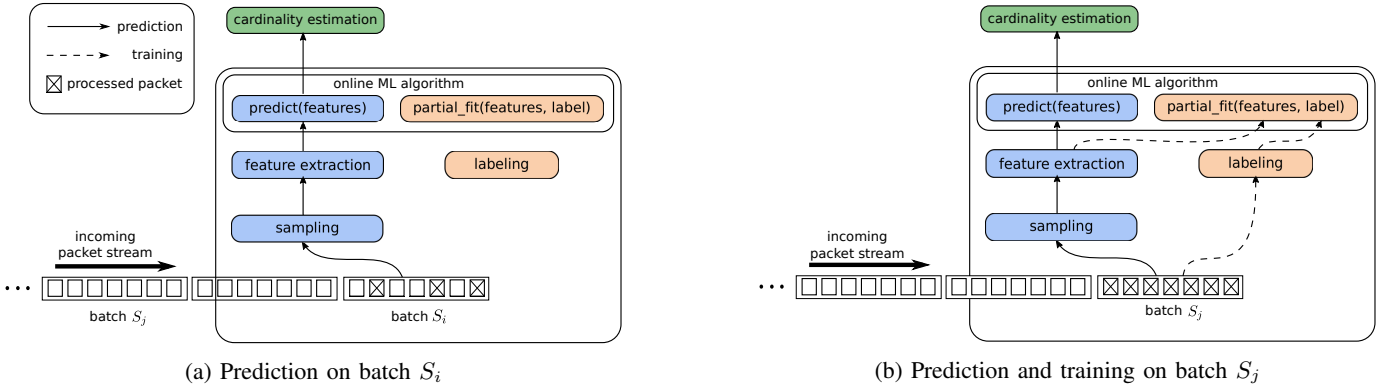 prediction
training
processed packet
cardinality estimation
online ML algorithm
predict(features)
partial_fit(features, label)
feature extraction
labeling
sampling
incoming
packet stream
...
batch S_j
batch S_i
(a) Prediction on batch S_i
cardinality estimation
online ML algorithm
predict(features)
partial_fit(features, label)
feature extraction
labeling
sampling
incoming
packet stream
...
batch S_j
(b) Prediction and training on batch S_j